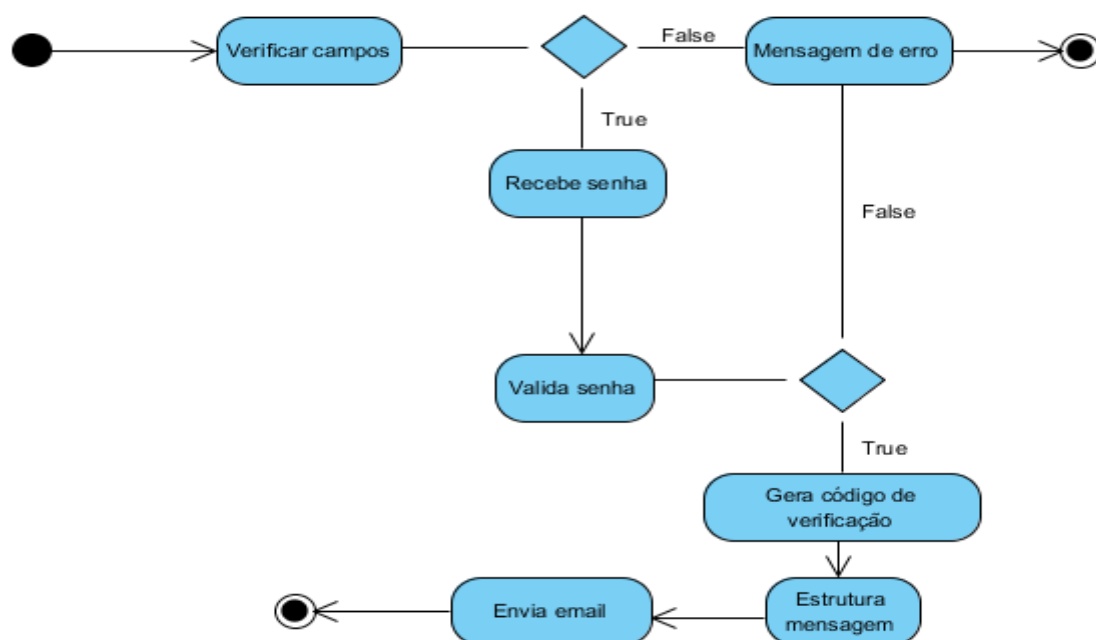 Verificar campos
False
Mensagem de erro
True
Recebe senha
False
Valida senha
True
Gera código de
verificação
Estrutura
mensagem
Envia email